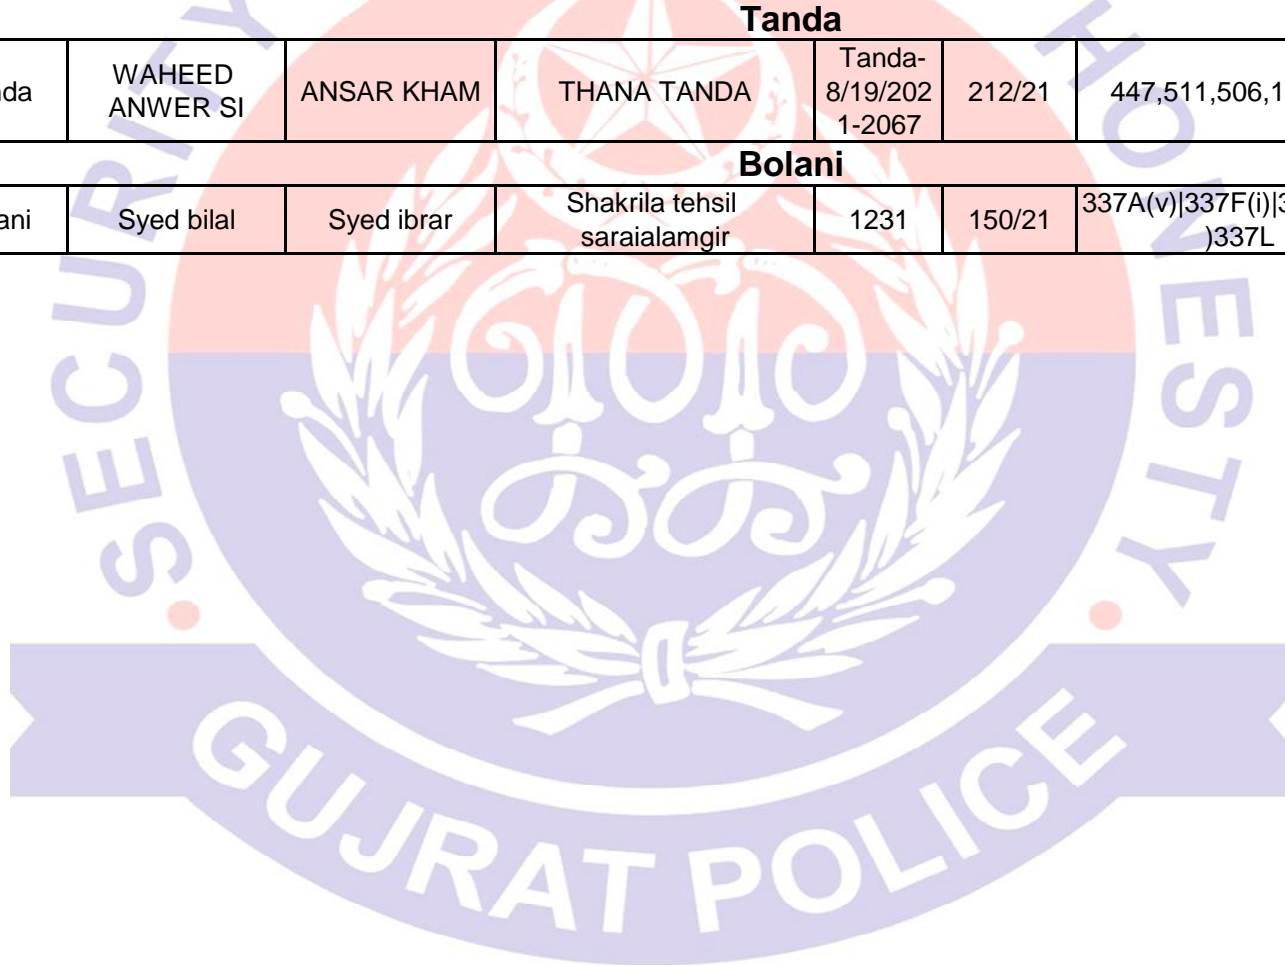 Tanda
nda
WAHEED
ANWER SI
ANSAR KHAM
THANA TANDA
Tanda-
8/19/202
1-2067
212/21
447,511,506,1
Bolani
ani
Syed bilal
Syed ibrar
Shakrila tehsil
saraialamgir
1231
150/21
337A(v)|337F(i)|3
)337L
SECURITY
HONESTY
GUJRAT POLICE